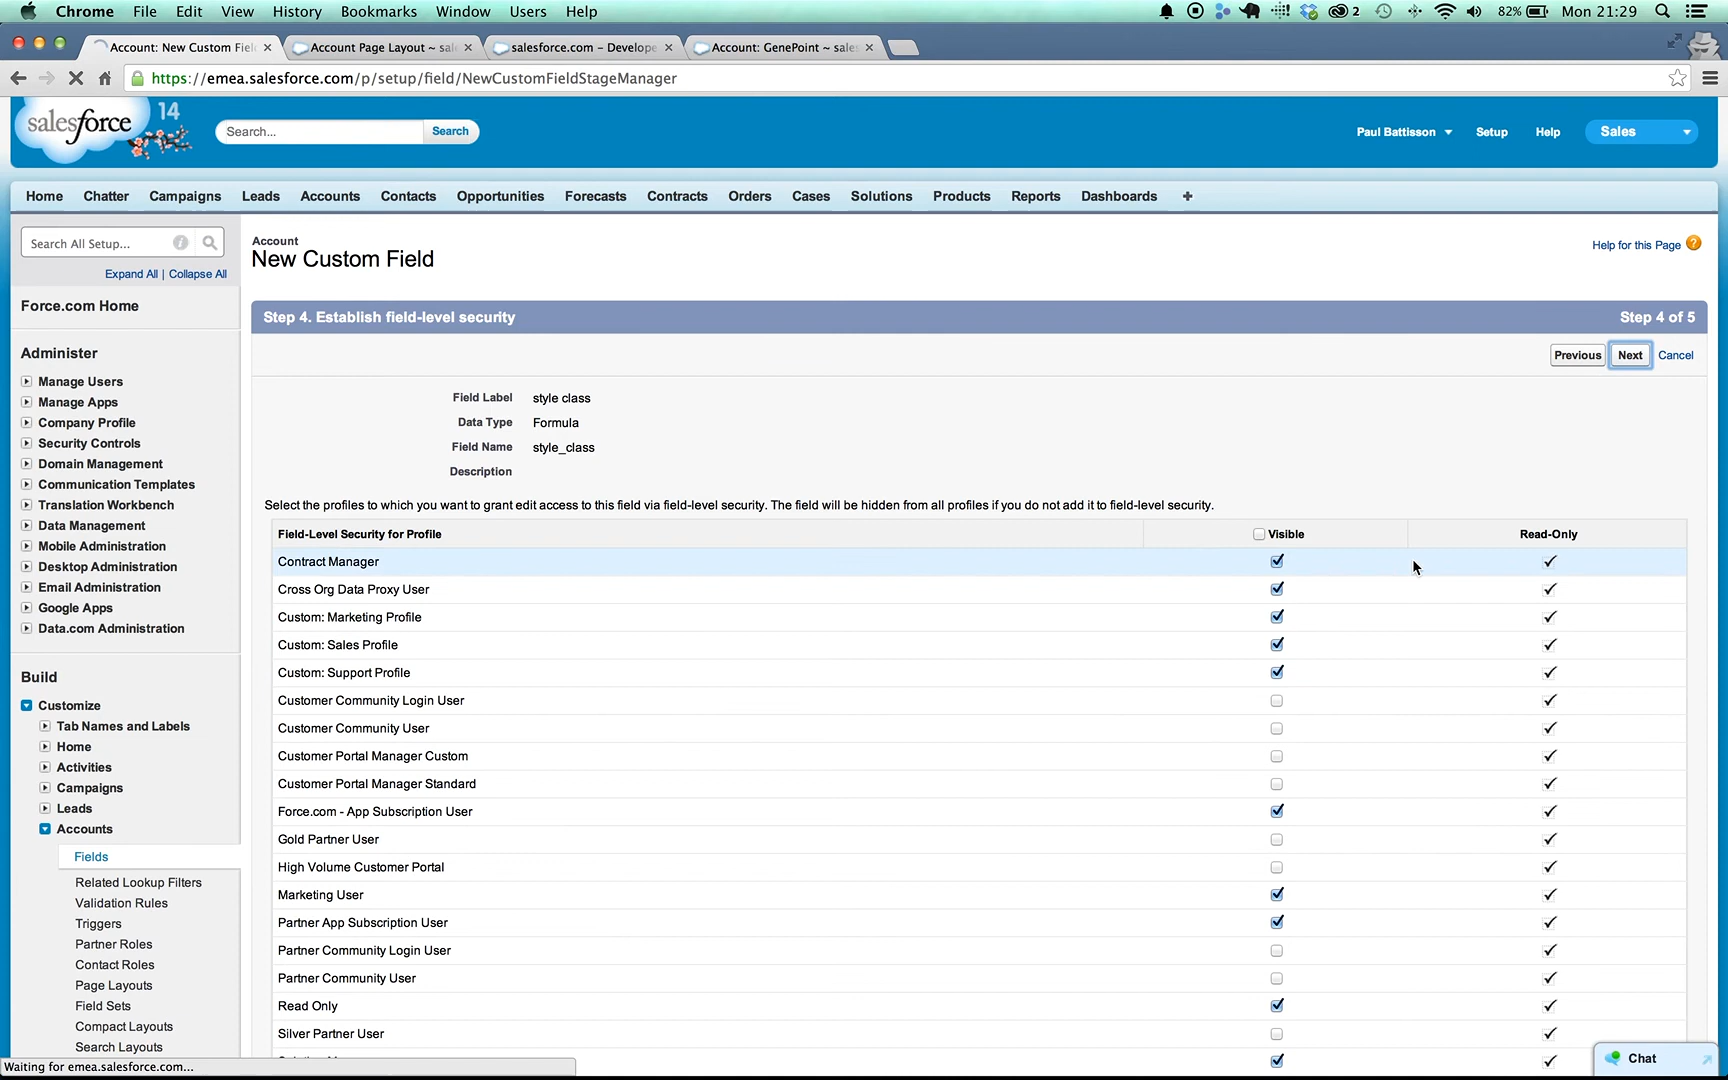 Chrome File Edit View History Bookmarks Window Users Help 2 82% Mon 21:29
Account: New Custom Fiel Account Page Layout ~ sal salesforce.com – Develope Account: GenePoint ~ sales
https://emea.salesforce.com/p/setup/field/NewCustomFieldStageManager
salesforce 14 Search... Search Paul Battisson Setup Help Sales
Home Chatter Campaigns Leads Accounts Contacts Opportunities Forecasts Contracts Orders Cases Solutions Products Reports Dashboards +
Search All Setup...
Expand All | Collapse All
Force.com Home
Administer
Manage Users
Manage Apps
Company Profile
Security Controls
Domain Management
Communication Templates
Translation Workbench
Data Management
Mobile Administration
Desktop Administration
Email Administration
Google Apps
Data.com Administration
Build
Customize
Tab Names and Labels
Home
Activities
Campaigns
Leads
Accounts
Fields
Related Lookup Filters
Validation Rules
Triggers
Partner Roles
Contact Roles
Page Layouts
Field Sets
Compact Layouts
Search Layouts
Account
New Custom Field
Help for this Page ?
Step 4. Establish field-level security Step 4 of 5
Previous Next Cancel
Field Label style class
Data Type Formula
Field Name style_class
Description
Select the profiles to which you want to grant edit access to this field via field-level security. The field will be hidden from all profiles if you do not add it to field-level security.
Field-Level Security for Profile Visible Read-Only
Contract Manager
Cross Org Data Proxy User
Custom: Marketing Profile
Custom: Sales Profile
Custom: Support Profile
Customer Community Login User
Customer Community User
Customer Portal Manager Custom
Customer Portal Manager Standard
Force.com - App Subscription User
Gold Partner User
High Volume Customer Portal
Marketing User
Partner App Subscription User
Partner Community Login User
Partner Community User
Read Only
Silver Partner User
Waiting for emea.salesforce.com...
Chat